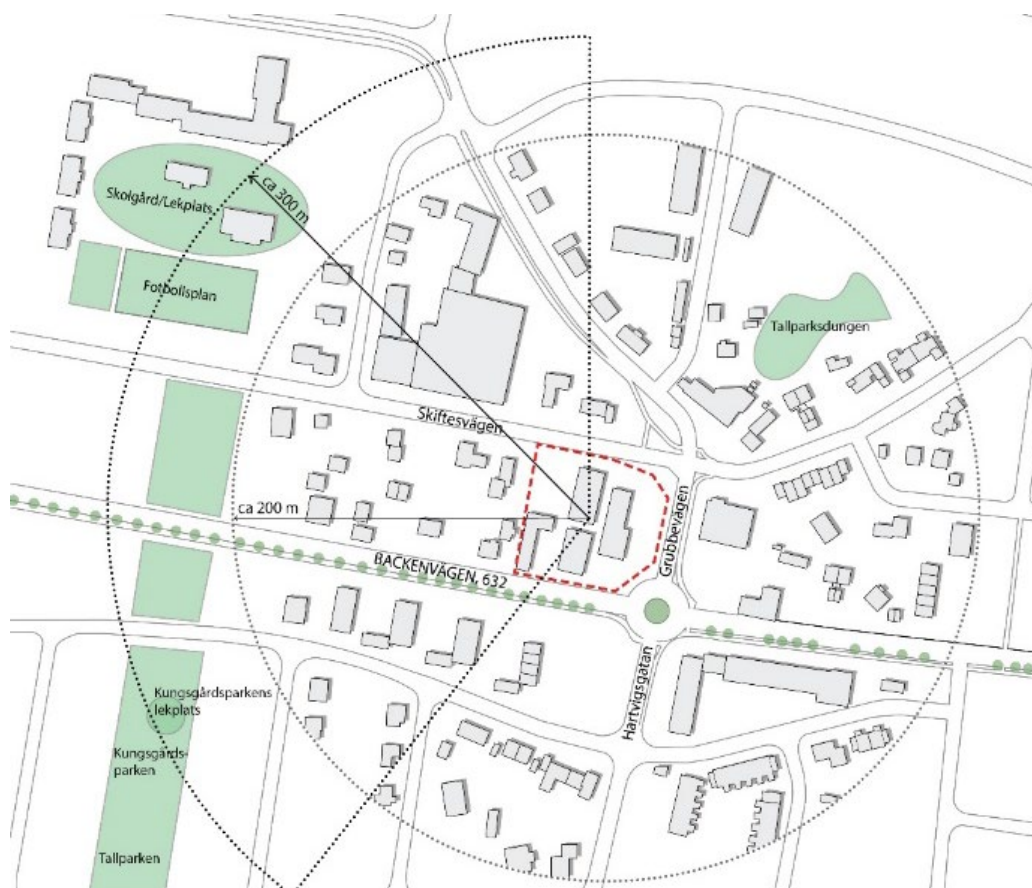 ca 300 m
Skolgård/Lekplats
Fotbollsplan
Tallparksdungen
Skiftesvägen
ca 200 m
Grubbevägen
BACKENVÄGEN, 632
Hartvigsgatan
Kungsgårdsparkens
lekplats
Kungsgårds-
parken
Tallparken